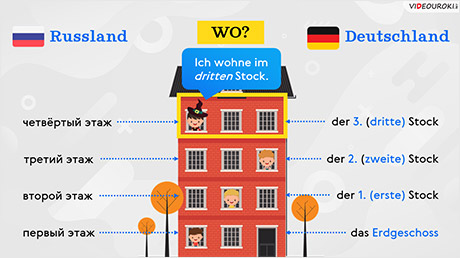 VIDEOUROKI
Russland
WO?
Deutschland
Ich wohne im
dritten Stock.
четвёртый этаж
der 3. (dritte) Stock
третий этаж
der 2. (zweite) Stock
второй этаж
der 1. (erste) Stock
первый этаж
das Erdgeschoss